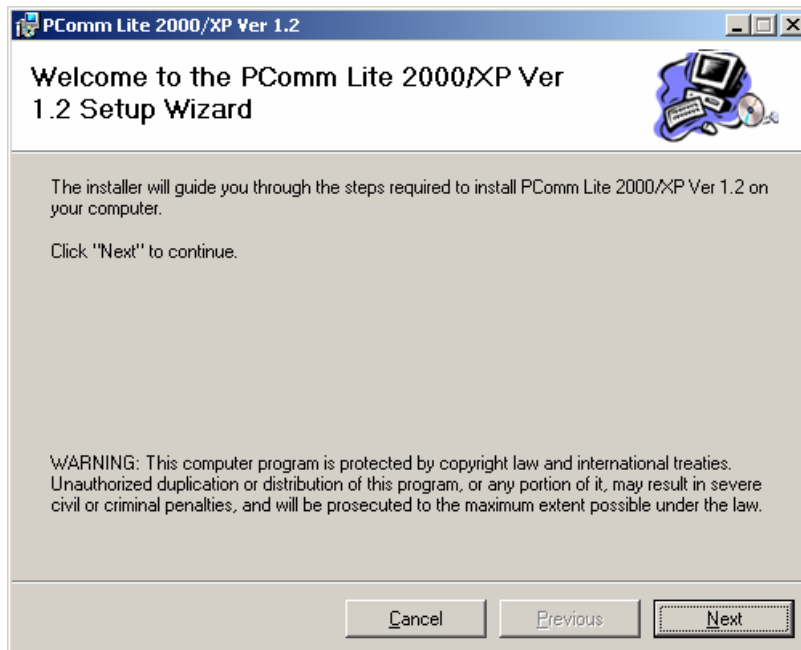 PComm Lite 2000/XP Ver 1.2
Welcome to the PComm Lite 2000/XP Ver
1.2 Setup Wizard
The installer will guide you through the steps required to install PComm Lite 2000/XP Ver 1.2 on
your computer.
Click "Next" to continue.
WARNING: This computer program is protected by copyright law and international treaties.
Unauthorized duplication or distribution of this program, or any portion of it, may result in severe
civil or criminal penalties, and will be prosecuted to the maximum extent possible under the law.
Cancel
Previous
Next